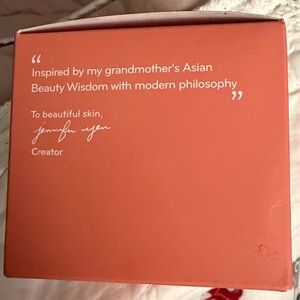 “
Inspired by my grandmother's Asian
Beauty Wisdom with modern philosophy
”
To beautiful skin,
jennifer yen
Creator